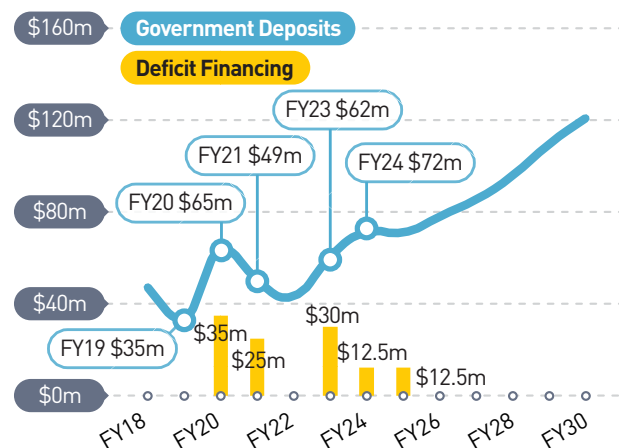 $160m
Government Deposits
Deficit Financing
$120m
FY23 $62m
FY21 $49m
FY24 $72m
$80m
FY20 $65m
$40m
FY19 $35m
$35m
$25m
$30m
$12.5m
$12.5m
$0m
FY18
FY20
FY22
FY24
FY26
FY28
FY30